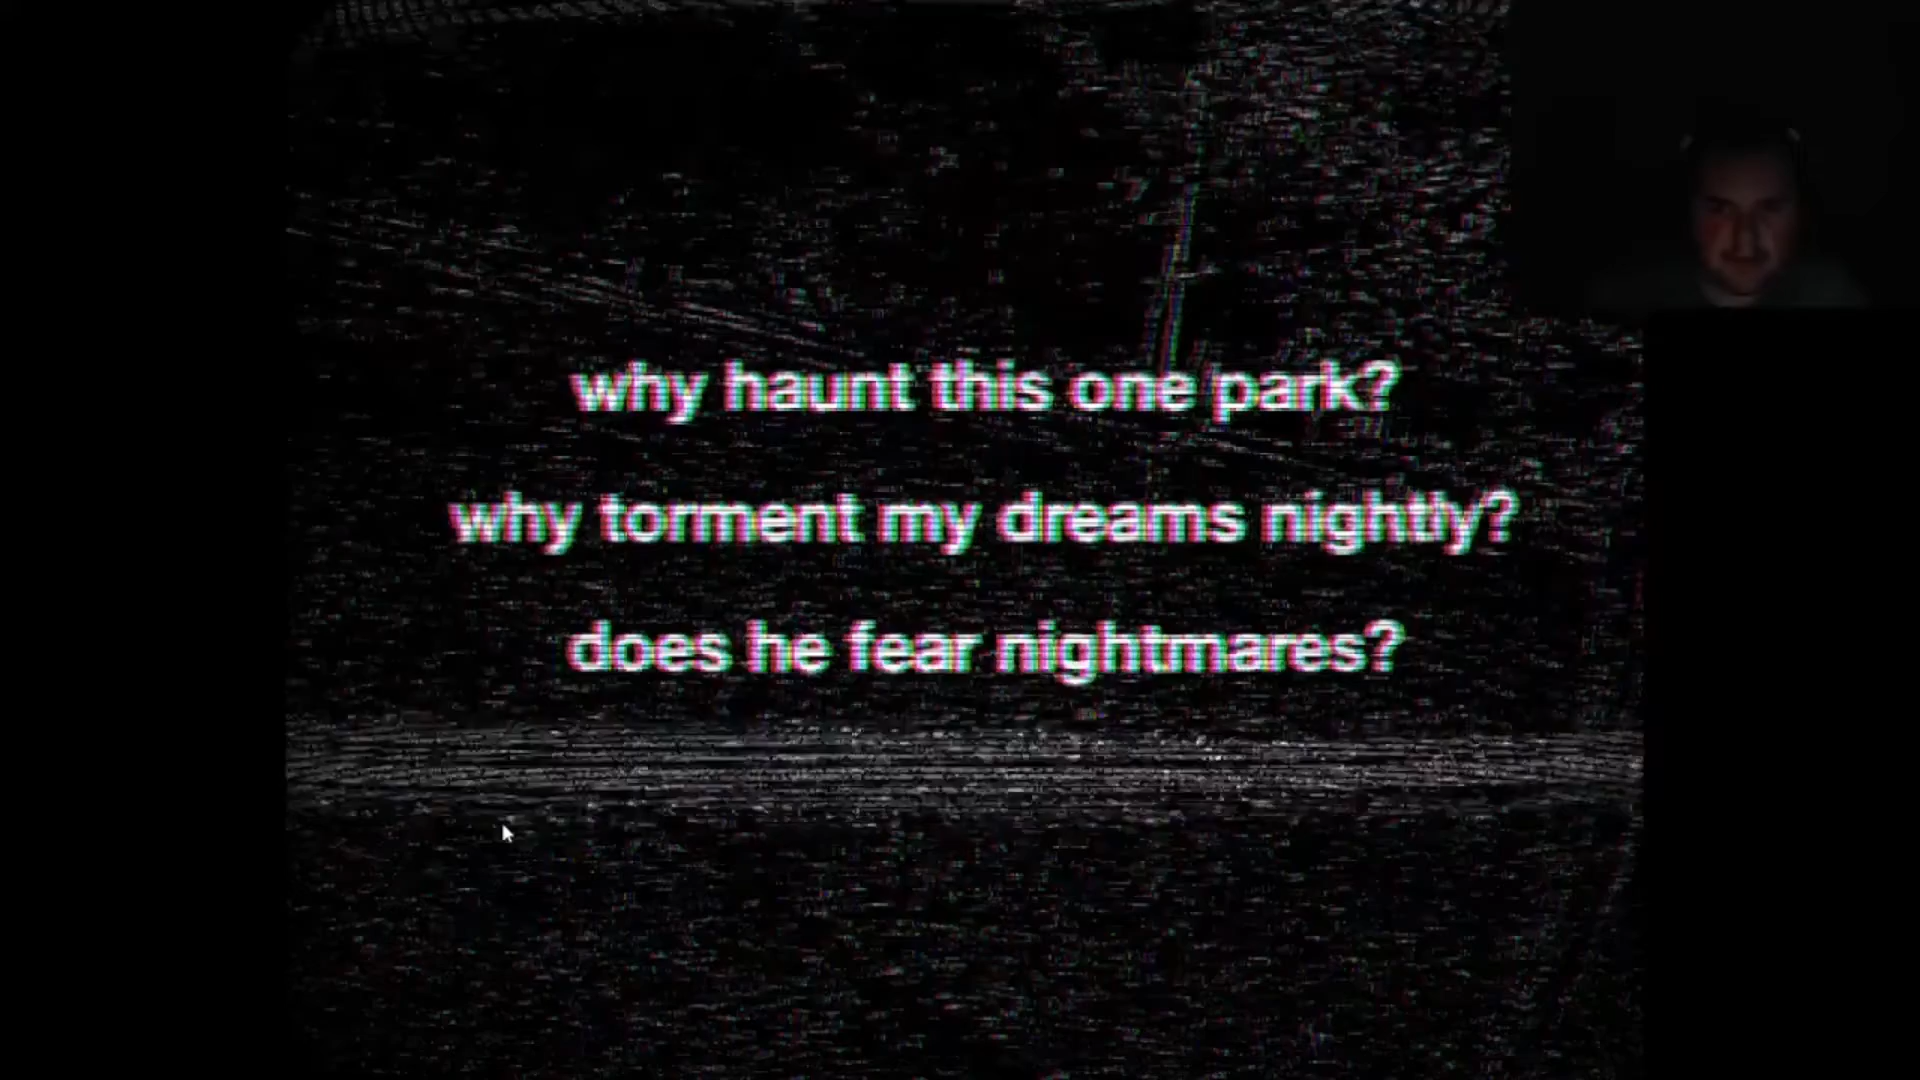 why haunt this one park?
why torment my dreams nightly?
does he fear nightmares?